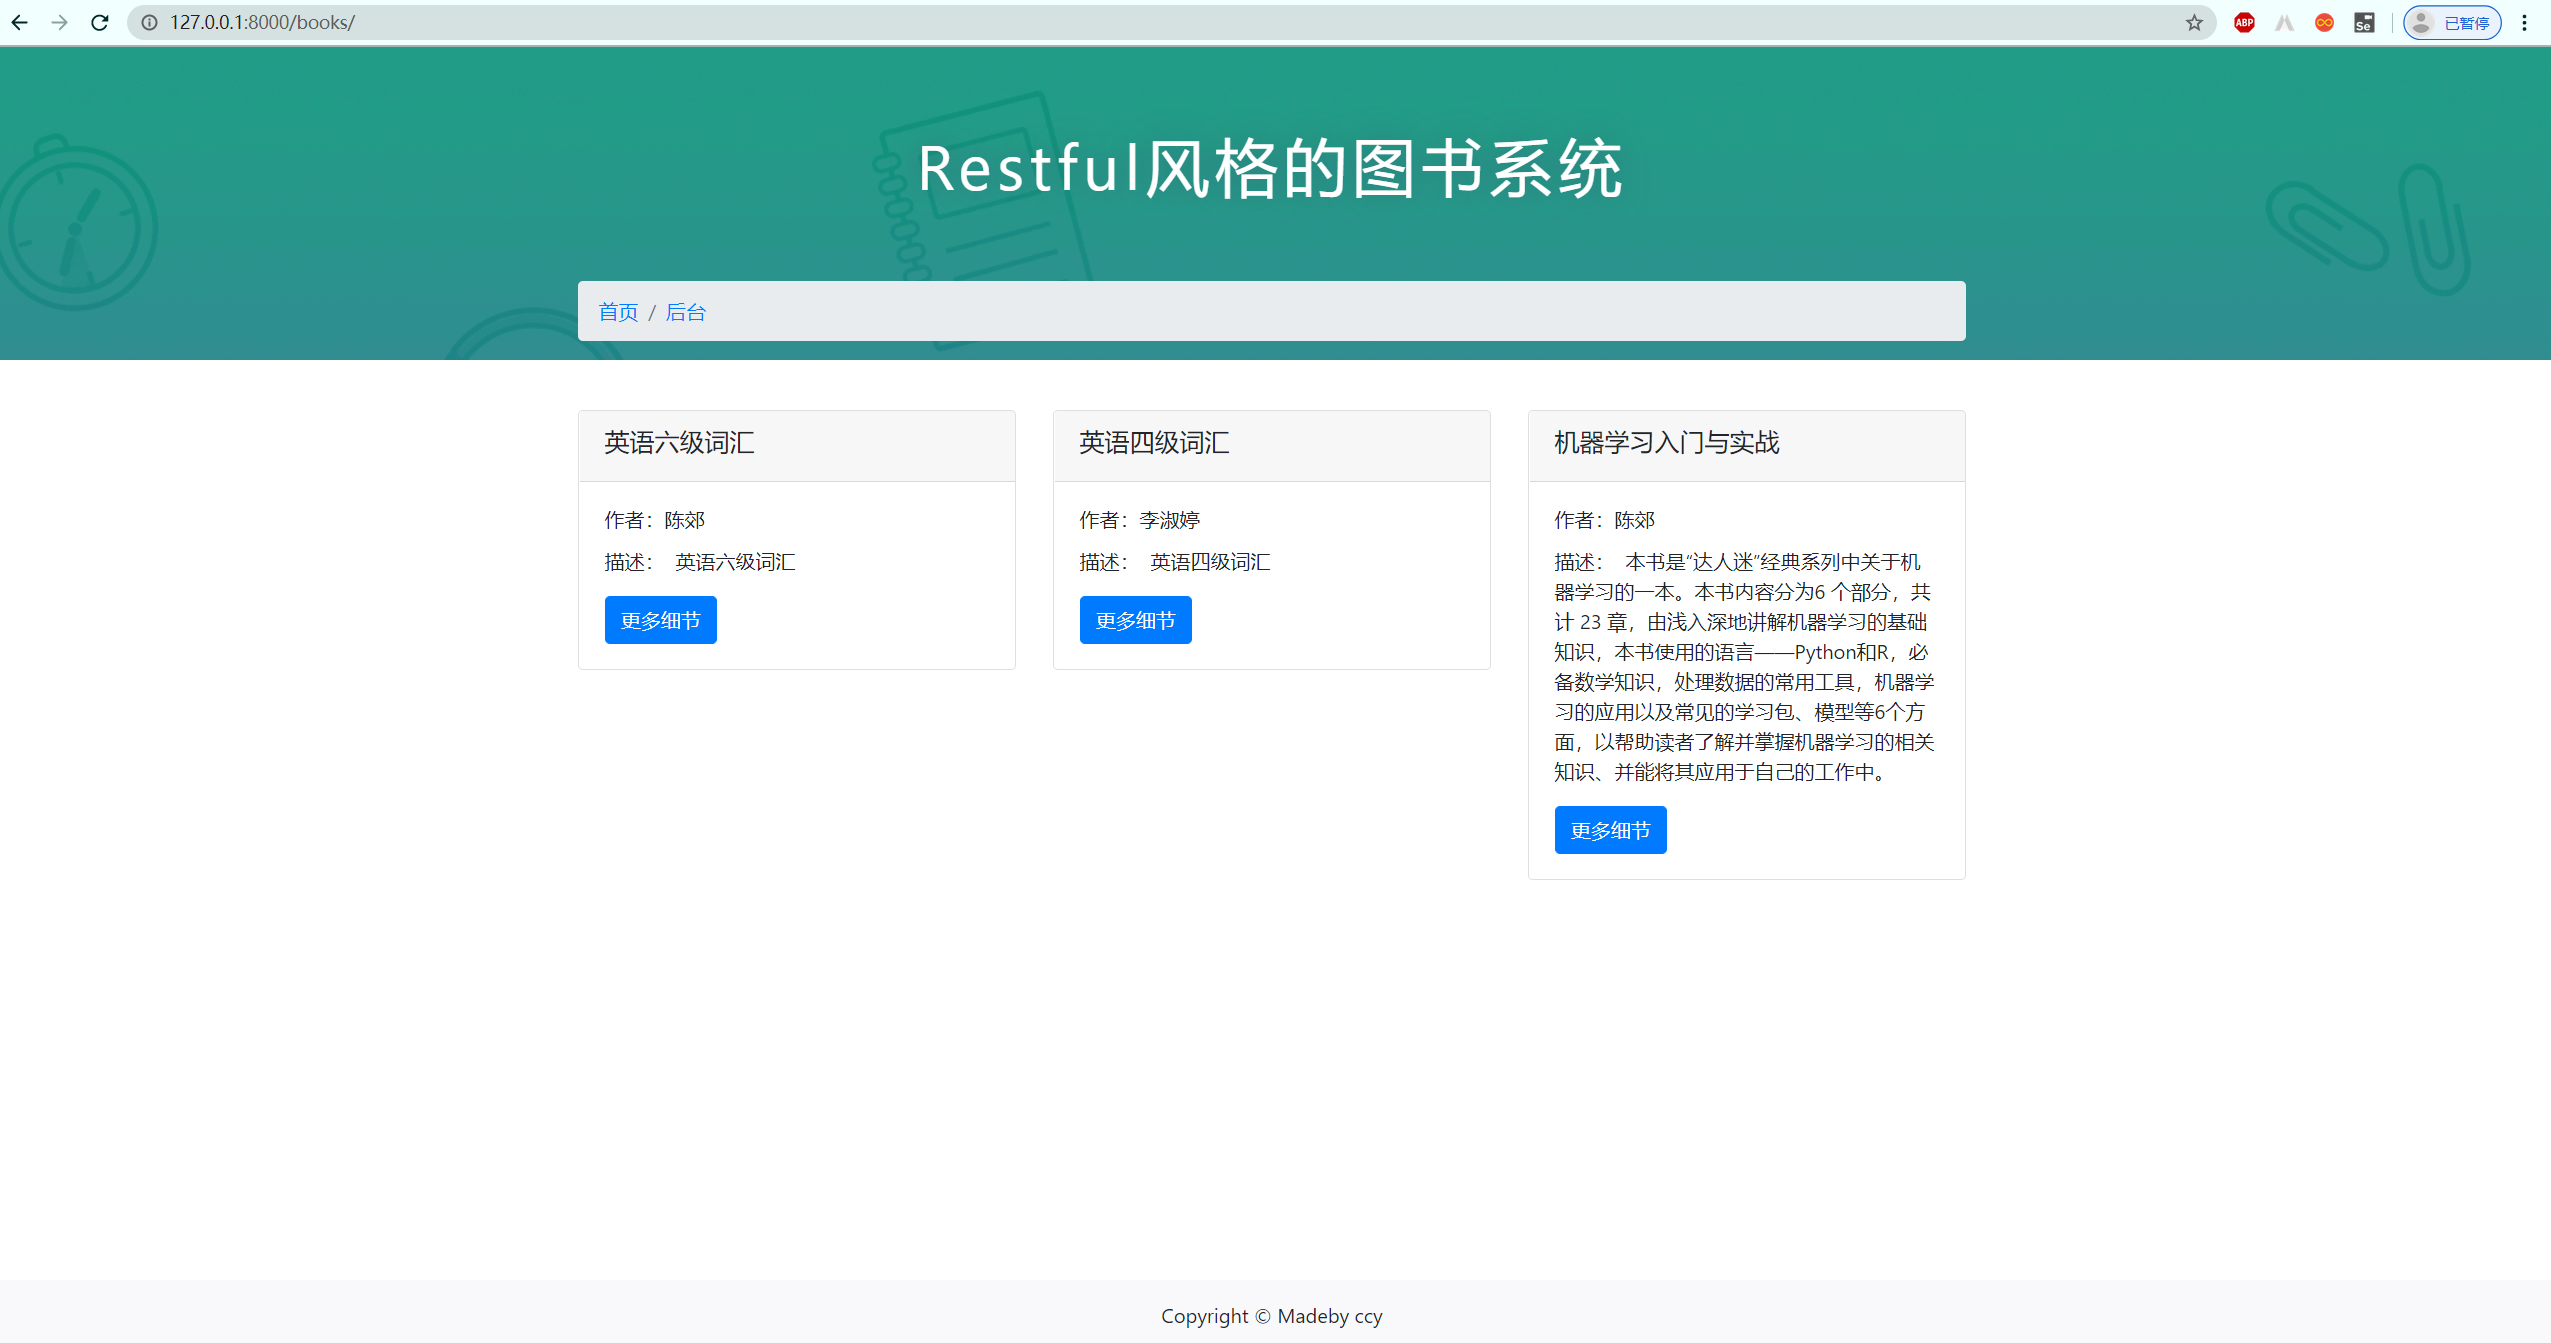 127.0.0.1:8000/books/
ABP
Se
已暂停
Restful风格的图书系统
首页 / 后台
英语六级词汇
作者：陈郊
描述： 英语六级词汇
更多细节
英语四级词汇
作者：李淑婷
描述： 英语四级词汇
更多细节
机器学习入门与实战
作者：陈郊
描述： 本书是“达人迷”经典系列中关于机
器学习的一本。本书内容分为6 个部分，共
计 23 章，由浅入深地讲解机器学习的基础
知识，本书使用的语言——Python和R，必
备数学知识，处理数据的常用工具，机器学
习的应用以及常见的学习包、模型等6个方
面，以帮助读者了解并掌握机器学习的相关
知识、并能将其应用于自己的工作中。
更多细节
Copyright © Madeby ccy